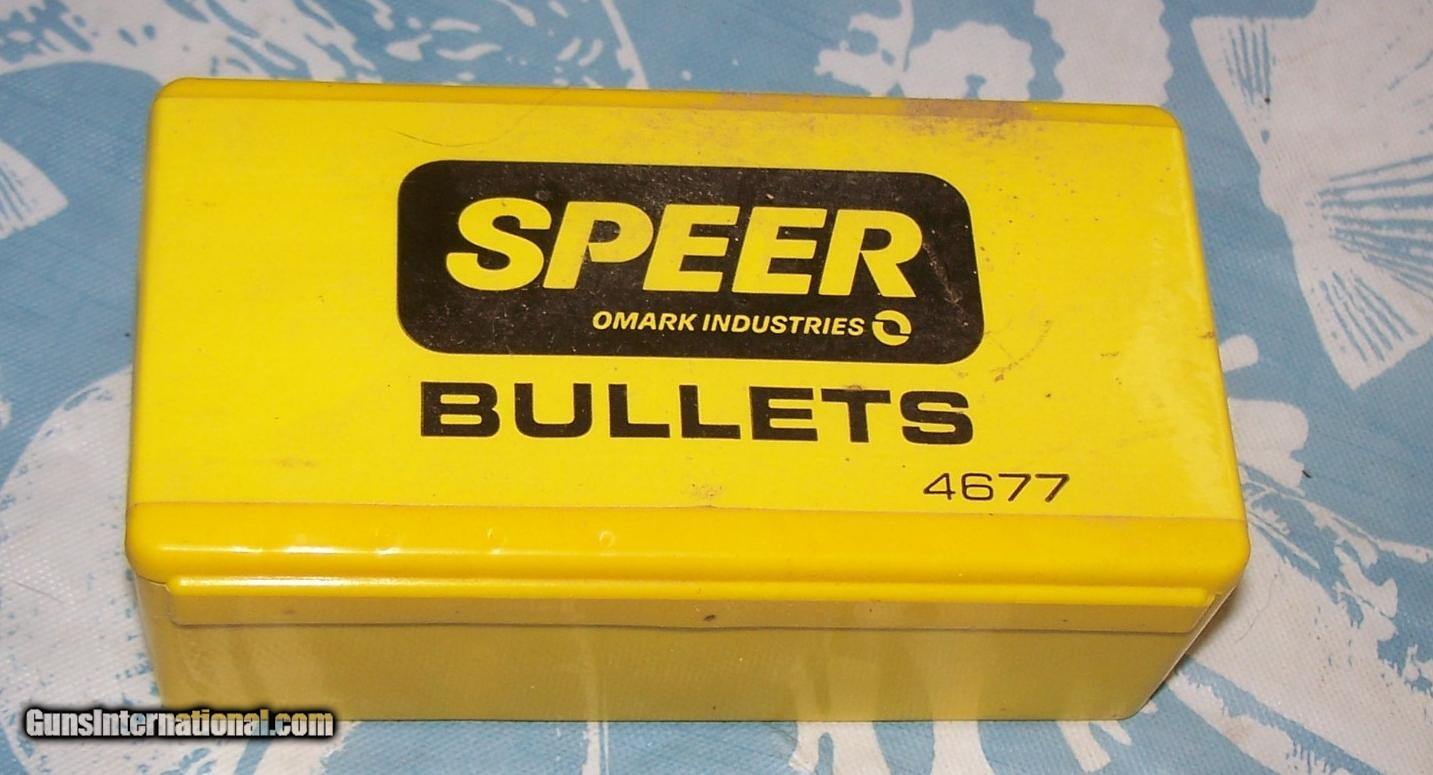 SPEER
OMARK INDUSTRIES
BULLETS
4677
GunsInternational.com